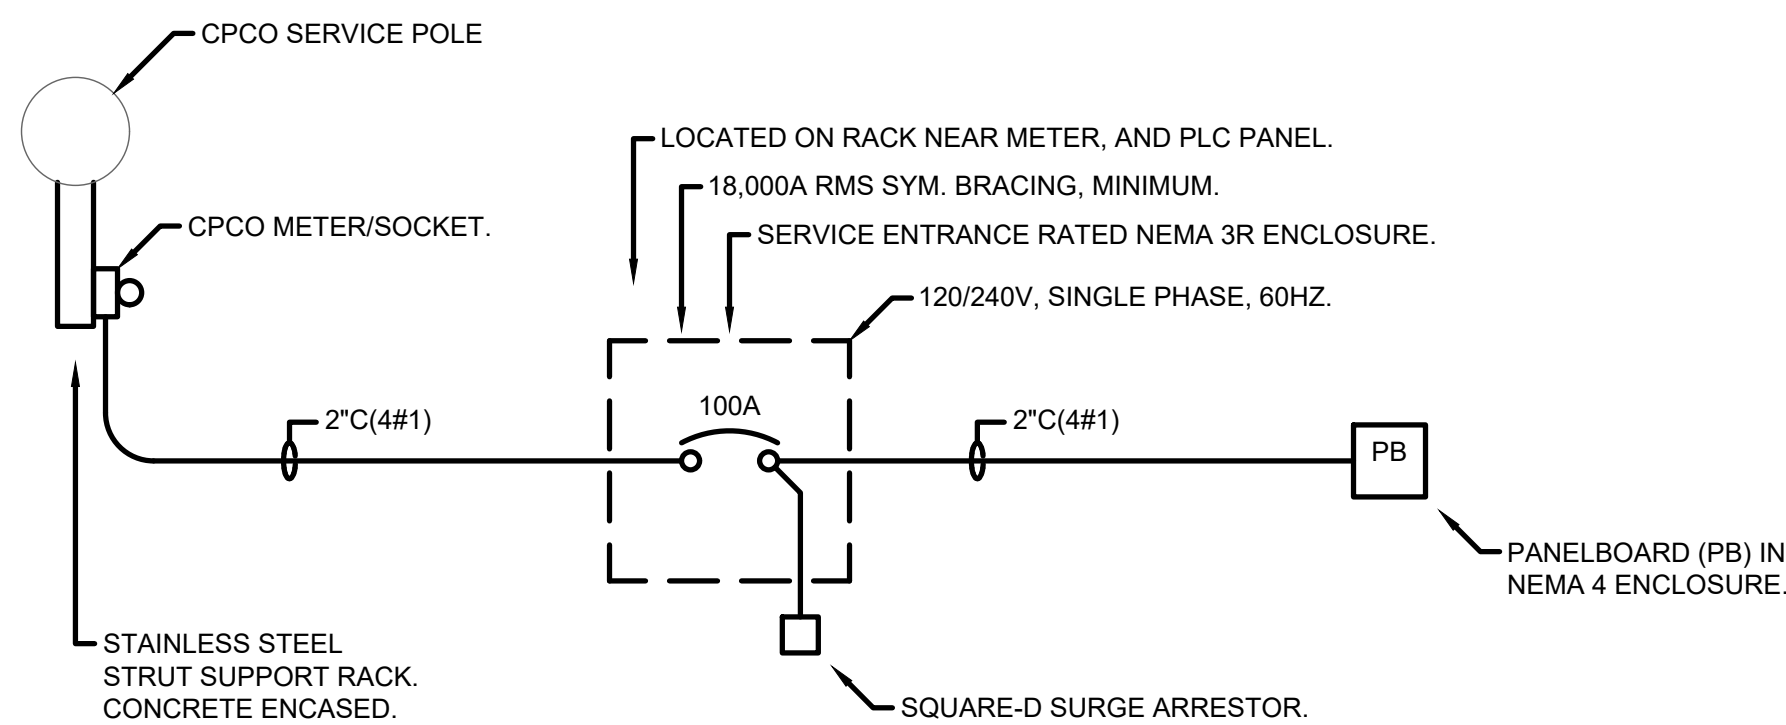 CPCO SERVICE POLE
LOCATED ON RACK NEAR METER, AND PLC PANEL.
18,000A RMS SYM. BRACING, MINIMUM.
CPCO METER/SOCKET.
SERVICE ENTRANCE RATED NEMA 3R ENCLOSURE.
120/240V, SINGLE PHASE, 60HZ.
100A
2"C(4#1)
2"C(4#1)
PB
PANELBOARD (PB) IN
NEMA 4 ENCLOSURE.
STAINLESS STEEL
STRUT SUPPORT RACK.
CONCRETE ENCASED.
SQUARE-D SURGE ARRESTOR.